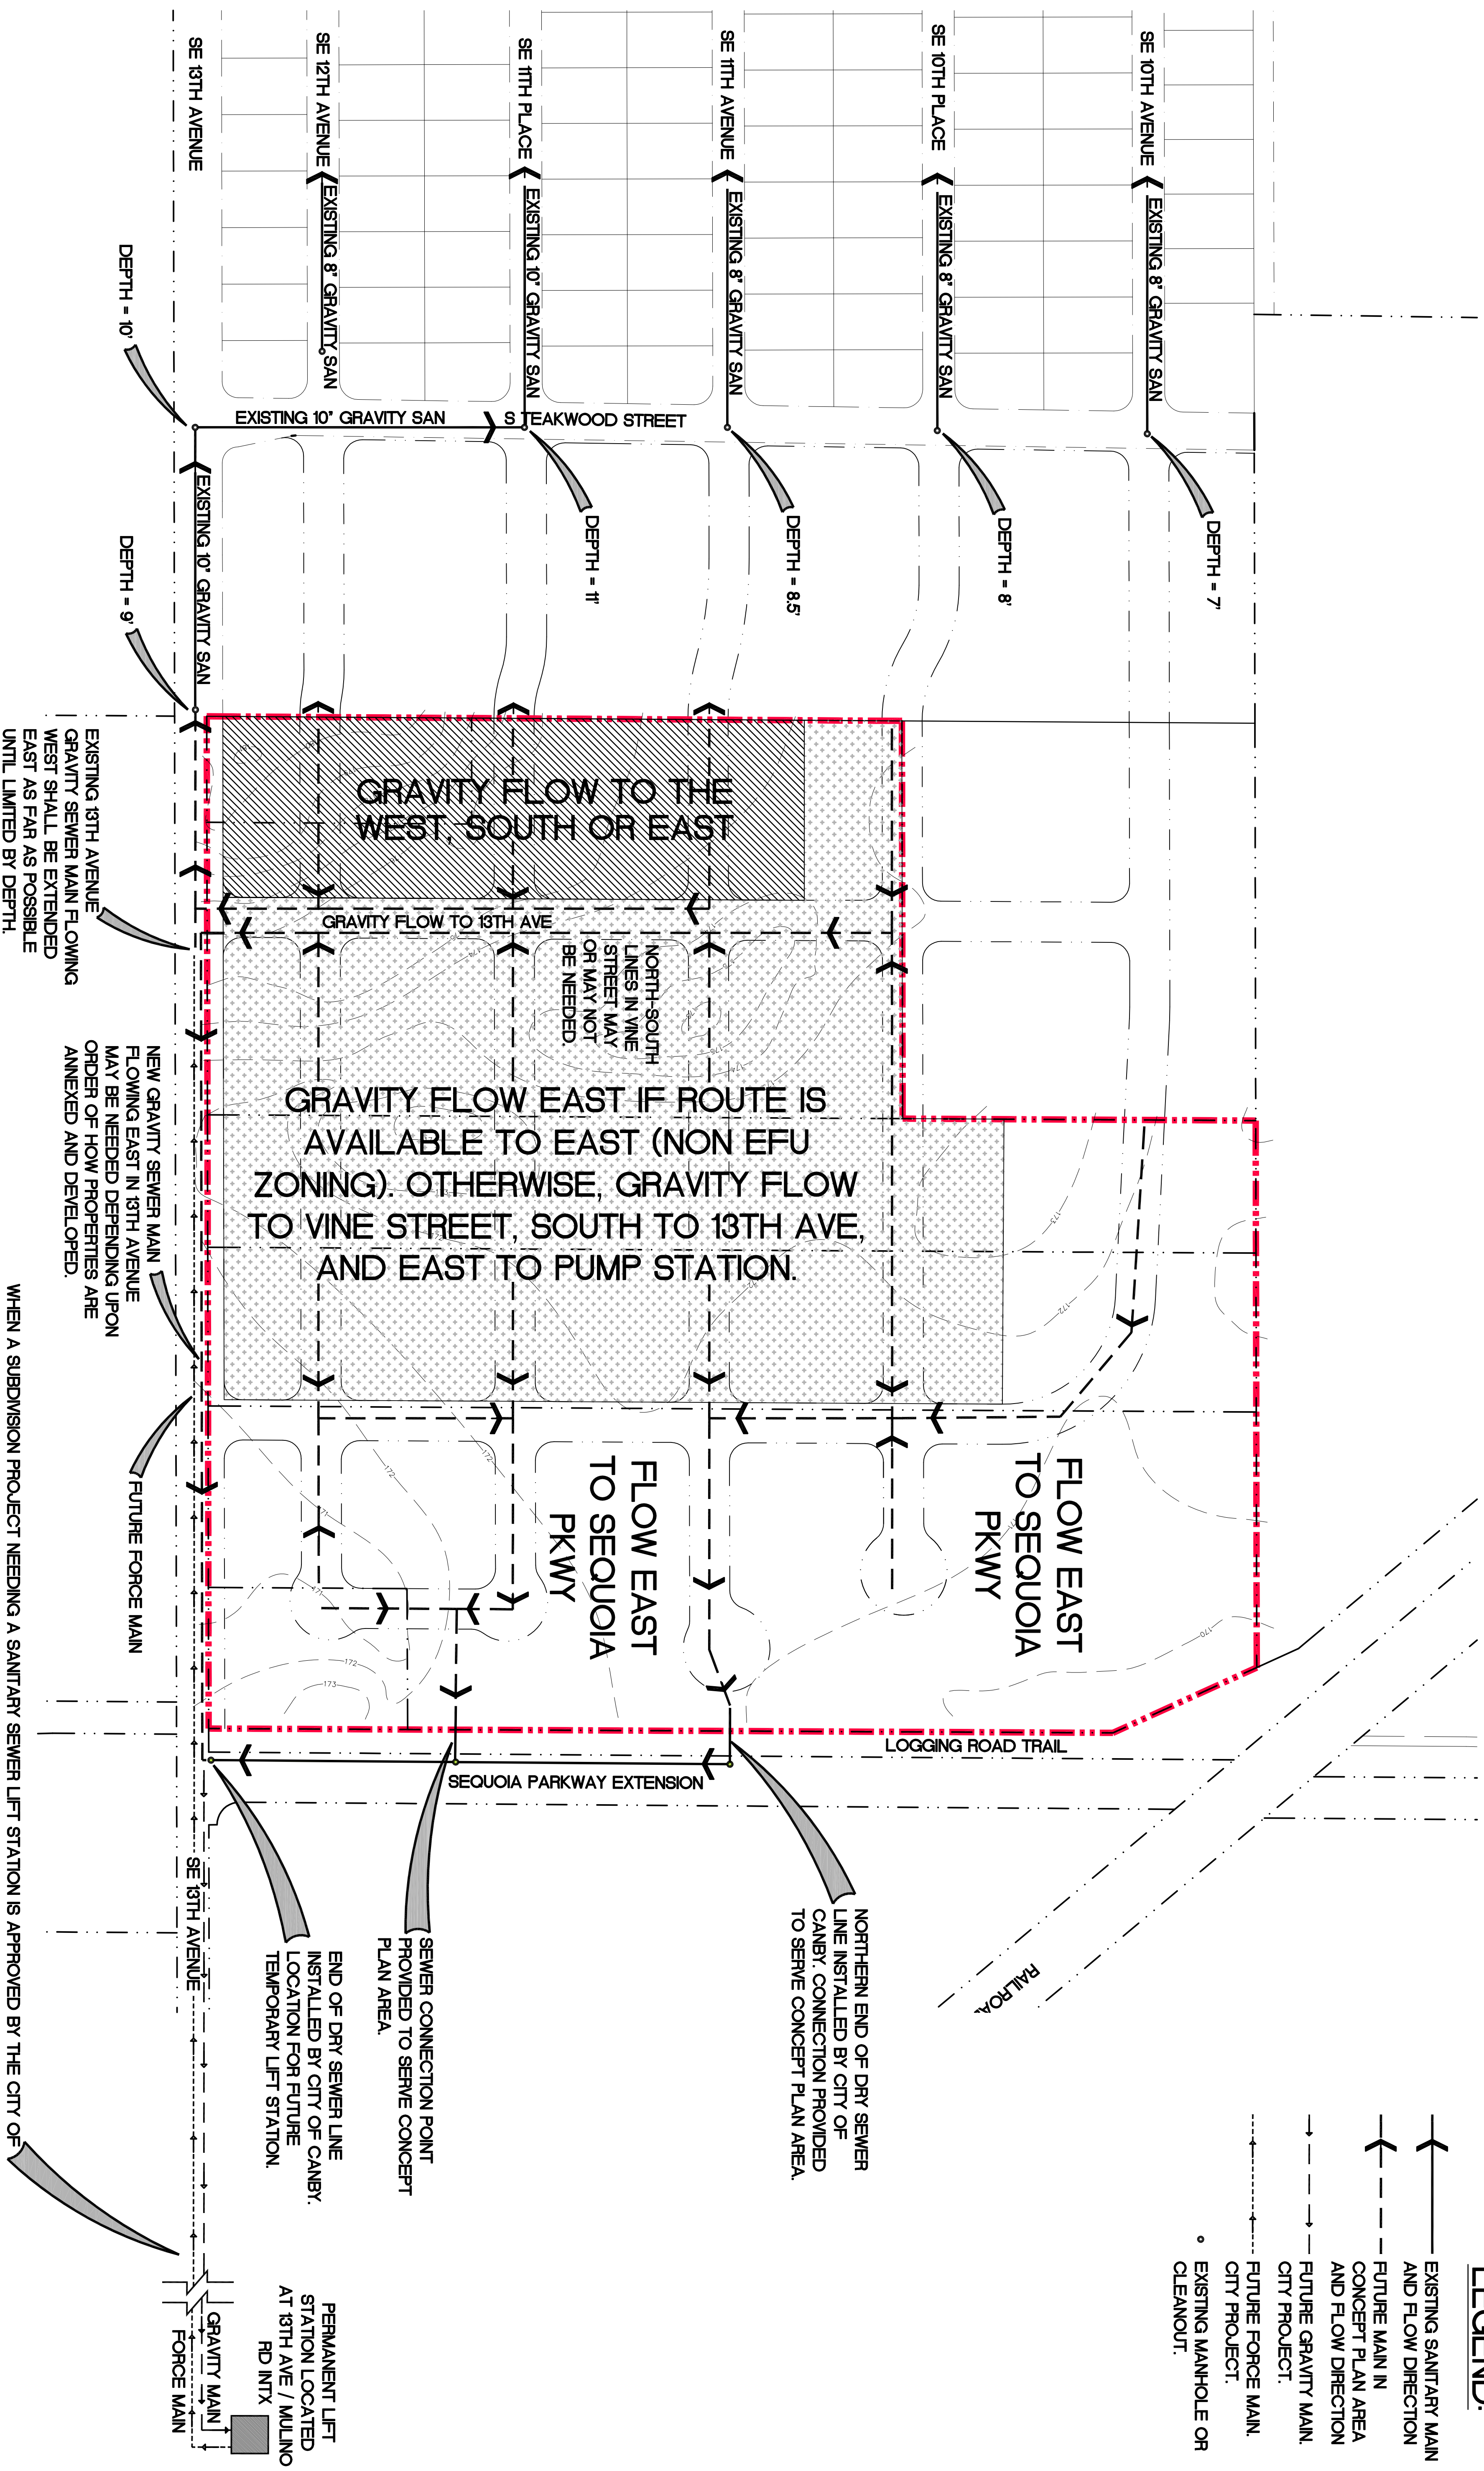 LEGEND:
EXISTING SANITARY MAIN
AND FLOW DIRECTION
FUTURE MAIN IN
CONCEPT PLAN AREA
AND FLOW DIRECTION
FUTURE GRAVITY MAIN.
CITY PROJECT.
FUTURE FORCE MAIN.
CITY PROJECT.
EXISTING MANHOLE OR
CLEANOUT.
SE 10TH AVENUE
EXISTING 8" GRAVITY SAN
DEPTH = 7'
SE 10TH PLACE
EXISTING 8" GRAVITY SAN
DEPTH = 8'
SE 11TH AVENUE
EXISTING 8" GRAVITY SAN
DEPTH = 8.5'
SE 11TH PLACE
EXISTING 10" GRAVITY SAN
DEPTH = 11'
SE 12TH AVENUE
EXISTING 8" GRAVITY SAN
SE 13TH AVENUE
EXISTING 10" GRAVITY SAN
S TEAKWOOD STREET
DEPTH = 10'
EXISTING 10" GRAVITY SAN
DEPTH = 9'
GRAVITY FLOW TO THE
WEST, SOUTH OR EAST
GRAVITY FLOW TO 13TH AVE
NORTH-SOUTH
LINES IN VINE
STREET MAY
OR MAY NOT
BE NEEDED.
GRAVITY FLOW EAST IF ROUTE IS
AVAILABLE TO EAST (NON EFU
ZONING). OTHERWISE, GRAVITY FLOW
TO VINE STREET, SOUTH TO 13TH AVE,
AND EAST TO PUMP STATION.
FLOW EAST
TO SEQUOIA
PKWY
FLOW EAST
TO SEQUOIA
PKWY
173
172
170
172
171
171
172
173
EXISTING 13TH AVENUE
GRAVITY SEWER MAIN FLOWING
WEST SHALL BE EXTENDED
EAST AS FAR AS POSSIBLE
UNTIL LIMITED BY DEPTH.
NEW GRAVITY SEWER MAIN
FLOWING EAST IN 13TH AVENUE
MAY BE NEEDED DEPENDING UPON
ORDER OF HOW PROPERTIES ARE
ANNEXED AND DEVELOPED.
FUTURE FORCE MAIN
LOGGING ROAD TRAIL
SEQUOIA PARKWAY EXTENSION
RAILROA
NORTHERN END OF DRY SEWER
LINE INSTALLED BY CITY OF
CANBY. CONNECTION PROVIDED
TO SERVE CONCEPT PLAN AREA.
SEWER CONNECTION POINT
PROVIDED TO SERVE CONCEPT
PLAN AREA.
END OF DRY SEWER LINE
INSTALLED BY CITY OF CANBY.
LOCATION FOR FUTURE
TEMPORARY LIFT STATION.
SE 13TH AVENUE
WHEN A SUBDIVISION PROJECT NEEDING A SANITARY SEWER LIFT STATION IS APPROVED BY THE CITY OF
PERMANENT LIFT
STATION LOCATED
AT 13TH AVE / MULINO
RD INTX
GRAVITY MAIN
FORCE MAIN